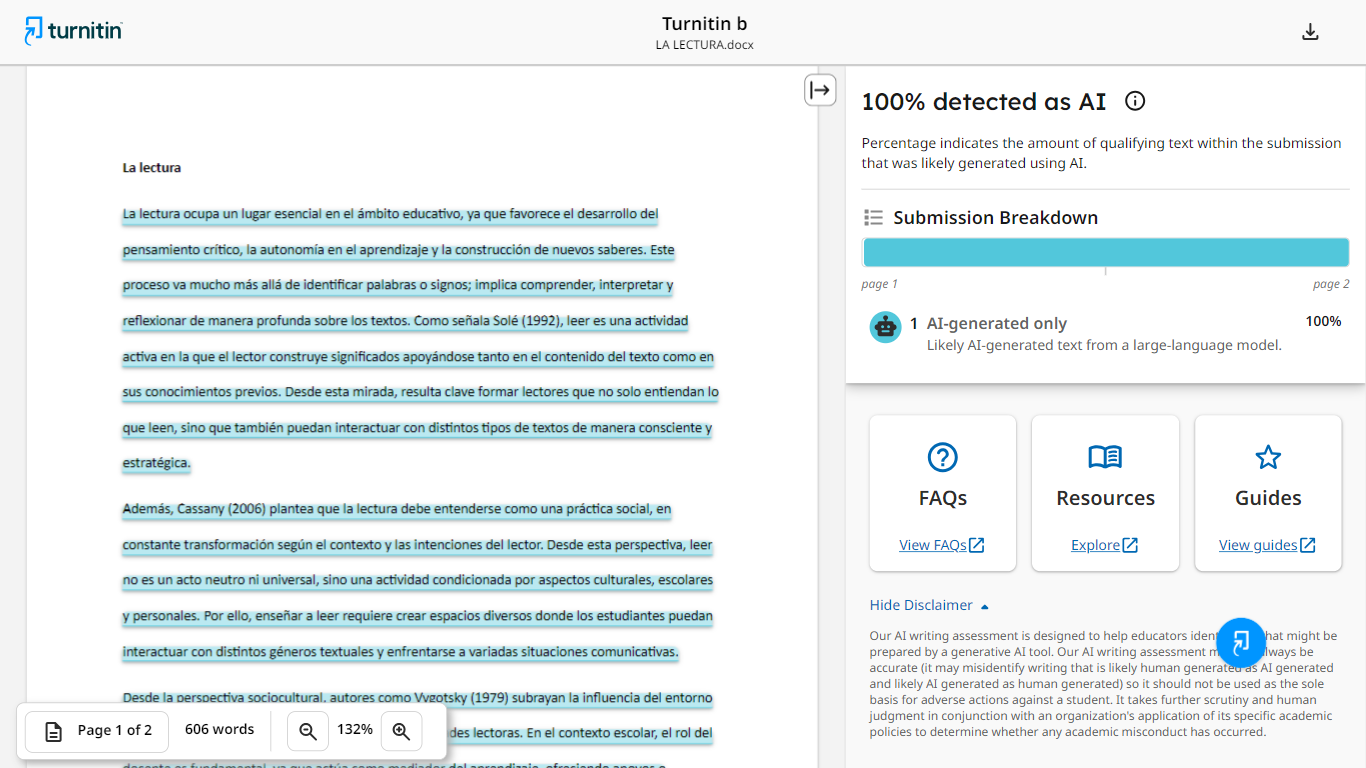 turnitin
Turnitin b
LA LECTURA.docx
La lectura
La lectura ocupa un lugar esencial en el ámbito educativo, ya que favorece el desarrollo del
pensamiento crítico, la autonomía en el aprendizaje y la construcción de nuevos saberes. Este
proceso va mucho más allá de identificar palabras o signos; implica comprender, interpretar y
reflexionar de manera profunda sobre los textos. Como señala Solé (1992), leer es una actividad
activa en la que el lector construye significados apoyándose tanto en el contenido del texto como en
sus conocimientos previos. Desde esta mirada, resulta clave formar lectores que no solo entiendan lo
que leen, sino que también puedan interactuar con distintos tipos de textos de manera consciente y
estratégica.
Además, Cassany (2006) plantea que la lectura debe entenderse como una práctica social, en
constante transformación según el contexto y las intenciones del lector. Desde esta perspectiva, leer
no es un acto neutro ni universal, sino una actividad condicionada por aspectos culturales, escolares
y personales. Por ello, enseñar a leer requiere crear espacios diversos donde los estudiantes puedan
interactuar con distintos géneros textuales y enfrentarse a variadas situaciones comunicativas.
Desde la perspectiva sociocultural, autores como Vygotsky (1979) subrayan la influencia del entorno
des lectoras. En el contexto escolar, el rol del
Page 1 of 2
606 words
132%
100% detected as AI
Percentage indicates the amount of qualifying text within the submission
that was likely generated using AI.
Submission Breakdown
page 1
page 2
1 AI-generated only 100%
Likely AI-generated text from a large-language model.
FAQs
View FAQs
Resources
Explore
Guides
View guides
Hide Disclaimer
Our AI writing assessment is designed to help educators hat might be
prepared by a generative AI tool. Our AI writing assessment always be
accurate (it may misidentify writing that is likely human generated as AI generated
and likely AI generated as human generated) so it should not be used as the sole
basis for adverse actions against a student. It takes further scrutiny and human
judgment in conjunction with an organization's application of its specific academic
policies to determine whether any academic misconduct has occurred.